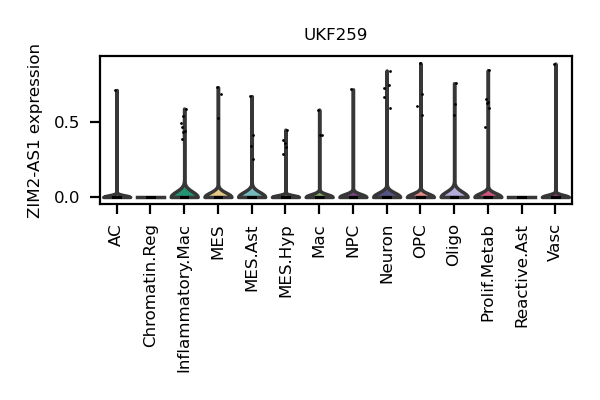 UKF259
ZIM2-AS1 expression
0.5
0.0
AC
Chromatin.Reg
Inflammatory.Mac
MES
MES.Ast
MES.Hyp
Mac
NPC
Neuron
OPC
Oligo
Prolif.Metab
Reactive.Ast
Vasc